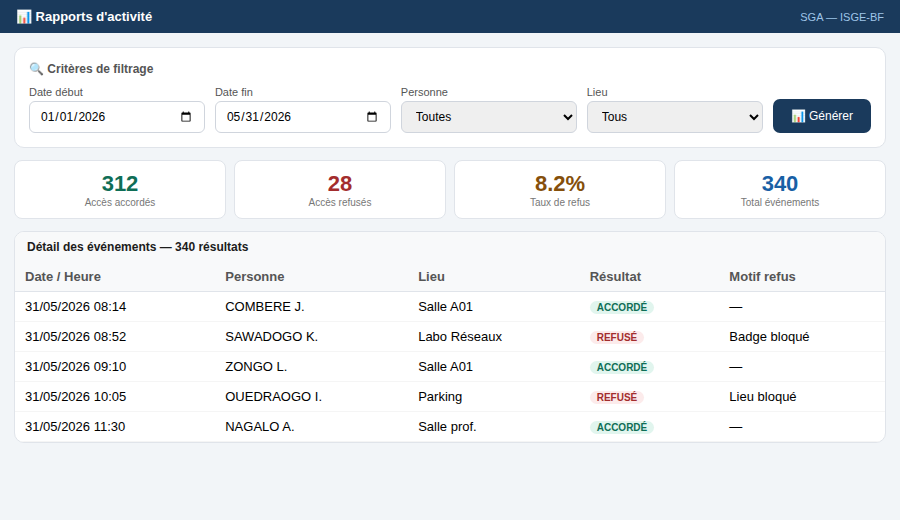 📊 Rapports d'activité
SGA — ISGE-BF
🔍 Critères de filtrage
Date début Date fin Personne Lieu
01/01/2026 05/31/2026 Toutes Tous 📊 Générer
312 28 8.2% 340
Accès accordés Accès refusés Taux de refus Total événements
Détail des événements — 340 résultats
Date / Heure Personne Lieu Résultat Motif refus
31/05/2026 08:14 COMBERE J. Salle A01 ACCORDÉ —
31/05/2026 08:52 SAWADOGO K. Labo Réseaux REFUSÉ Badge bloqué
31/05/2026 09:10 ZONGO L. Salle A01 ACCORDÉ —
31/05/2026 10:05 OUEDRAOGO I. Parking REFUSÉ Lieu bloqué
31/05/2026 11:30 NAGALO A. Salle prof. ACCORDÉ —